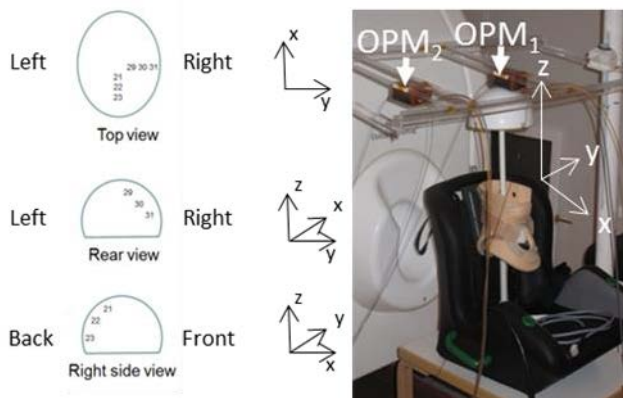 Left
Right
29 30 31
21
22
23
Top view
x
y
Left
Right
29
30
31
Rear view
z
x
y
Back
Front
21
22
23
Right side view
z
y
x
OPM2
OPM1
z
y
x